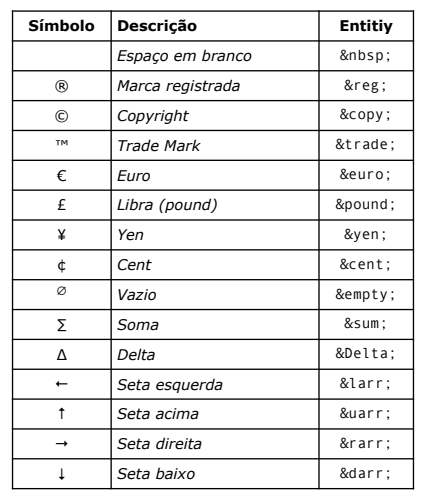 Símbolo Descrição Entitiy
Espaço em branco &nbsp;
® Marca registrada &reg;
© Copyright &copy;
™ Trade Mark &trade;
€ Euro &euro;
£ Libra (pound) &pound;
¥ Yen &yen;
¢ Cent &cent;
∅ Vazio &empty;
∑ Soma &sum;
Δ Delta &Delta;
← Seta esquerda &larr;
↑ Seta acima &uarr;
→ Seta direita &rarr;
↓ Seta baixo &darr;